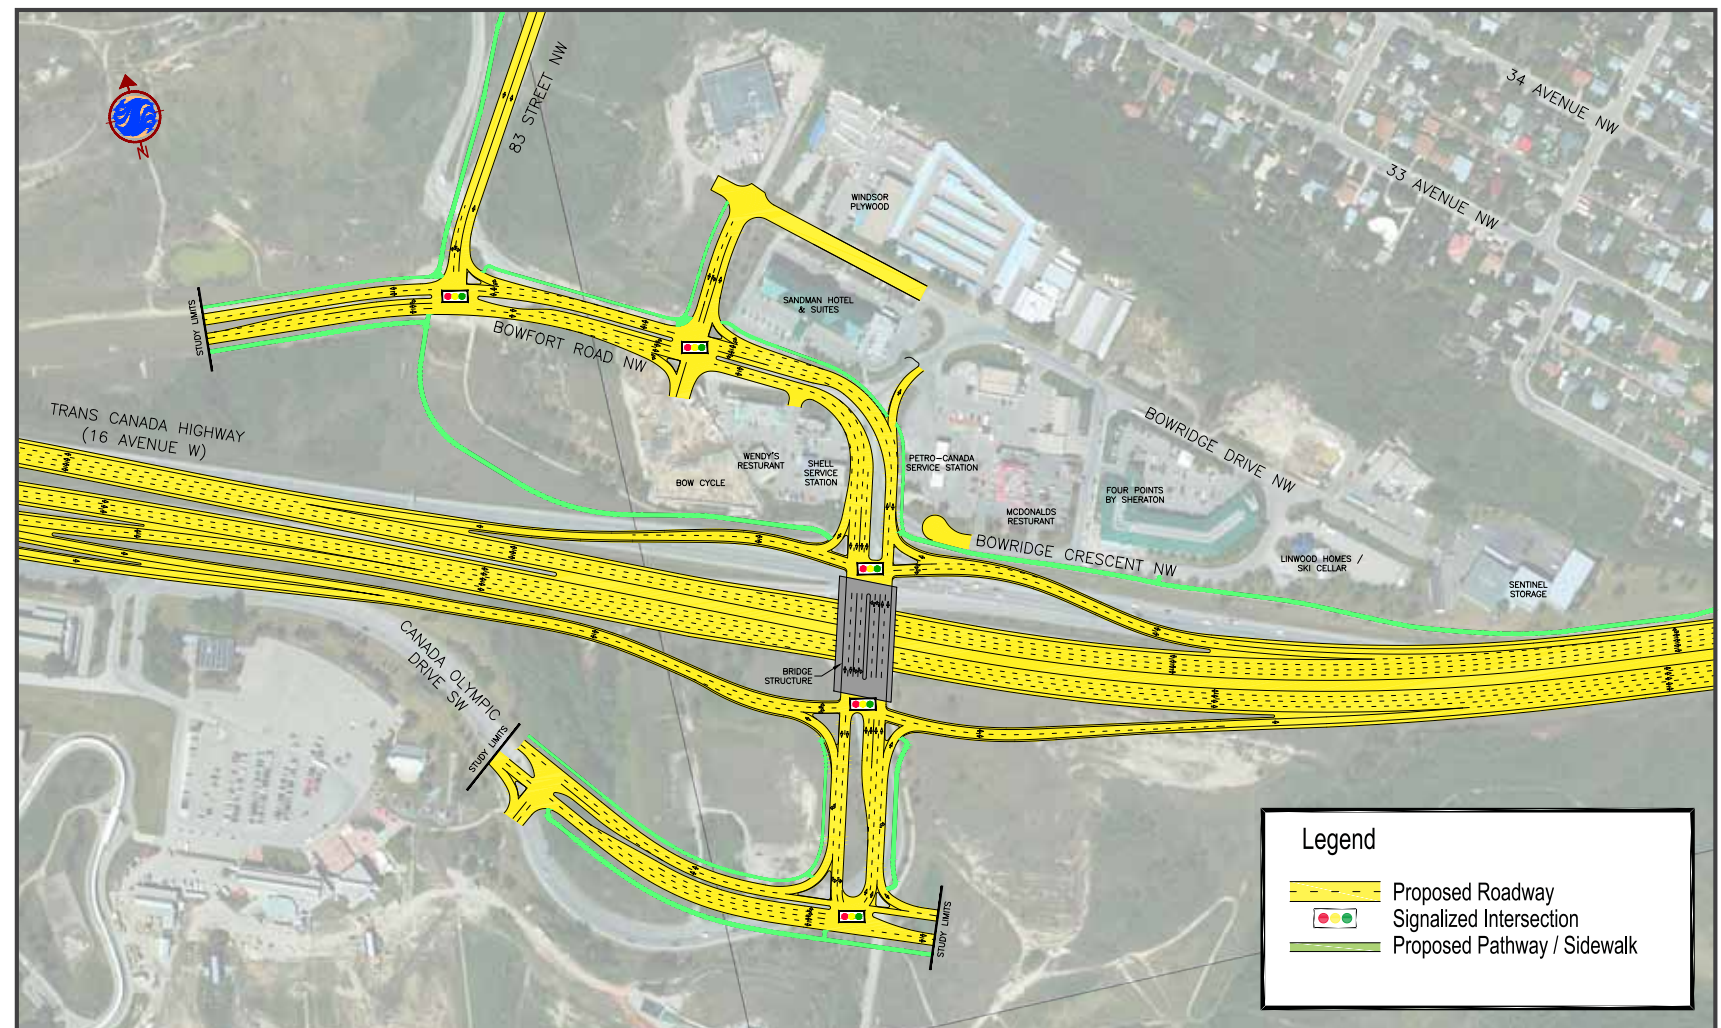 83 STREET NW
34 AVENUE NW
33 AVENUE NW
N
WINDSOR
PLYWOOD
SANDMAN HOTEL
& SUITES
STUDY LIMITS
BOWFORT ROAD NW
TRANS CANADA HIGHWAY
(16 AVENUE W)
BOWRIDGE DRIVE NW
WENDY'S
RESTURANT
SHELL
SERVICE
STATION
PETRO-CANADA
SERVICE STATION
BOW CYCLE
FOUR POINTS
BY SHERATON
MCDONALDS
RESTURANT
BOWRIDGE CRESCENT NW
LINWOOD HOMES /
SKI CELLAR
SENTINEL
STORAGE
CANADA OLYMPIC
DRIVE SW
BRIDGE
STRUCTURE
STUDY LIMITS
STUDY LIMITS
Legend
Proposed Roadway
Signalized Intersection
Proposed Pathway / Sidewalk